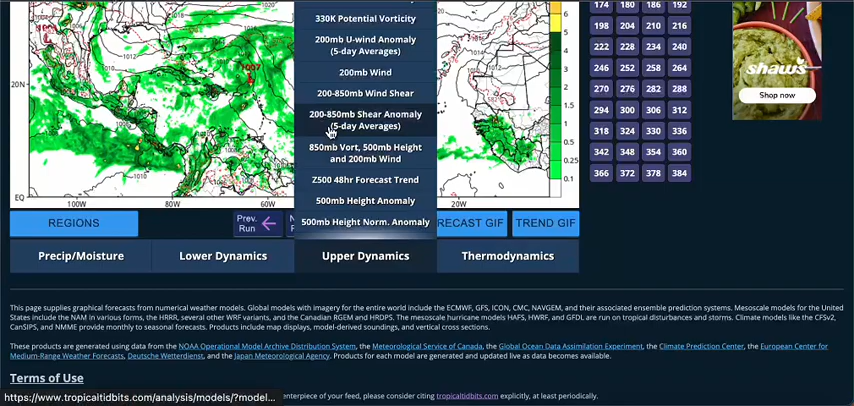 330K Potential Vorticity
200mb U-wind Anomaly
(5-day Averages)
200mb Wind
200-850mb Wind Shear
200-850mb Shear Anomaly
(5-day Averages)
850mb Vort, 500mb Height
and 200mb Wind
Z500 48hr Forecast Trend
500mb Height Anomaly
500mb Height Norm. Anomaly
1016
1012
1007
1008
1010
20N
EQ
100W
80W
60W
20W
6
5
4
3
2
1.5
1
0.5
0.25
0.1
174 180 186 192
198 204 210 216
222 228 234 240
246 252 258 264
270 276 282 288
294 300 306 312
318 324 330 336
342 348 354 360
366 372 378 384
shaws
Shop now
REGIONS
Prev.
Run
RECAST GIF
TREND GIF
Precip/Moisture
Lower Dynamics
Upper Dynamics
Thermodynamics
This page supplies graphical forecasts from numerical weather models. Global models with imagery for the entire world include the ECMWF, GFS, ICON, CMC, NAVGEM, and their associated ensemble prediction systems. Mesoscale models for the United
States include the NAM in various forms, the HRRR, several other WRF variants, and the Canadian RGEM and HRDPS. The mesoscale hurricane models HAFS, HWRF, and GFDL are run on tropical disturbances and storms. Climate models like the CFSv2,
CanSIPS, and NMME provide monthly to seasonal forecasts. Products include map displays, model-derived soundings, and vertical cross sections.
These products are generated using data from the NOAA Operational Model Archive Distribution System, the Meteorological Service of Canada, the Global Ocean Data Assimilation Experiment, the Climate Prediction Center, the European Center for
Medium-Range Weather Forecasts, Deutsche Wetterdienst, and the Japan Meteorological Agency. Products for each model are generated and updated live as data becomes available.
Terms of Use
https://www.tropicaltidbits.com/analysis/models/?model...
enterpiece of your feed, please consider citing tropicaltidbits.com explicitly, at least periodically.